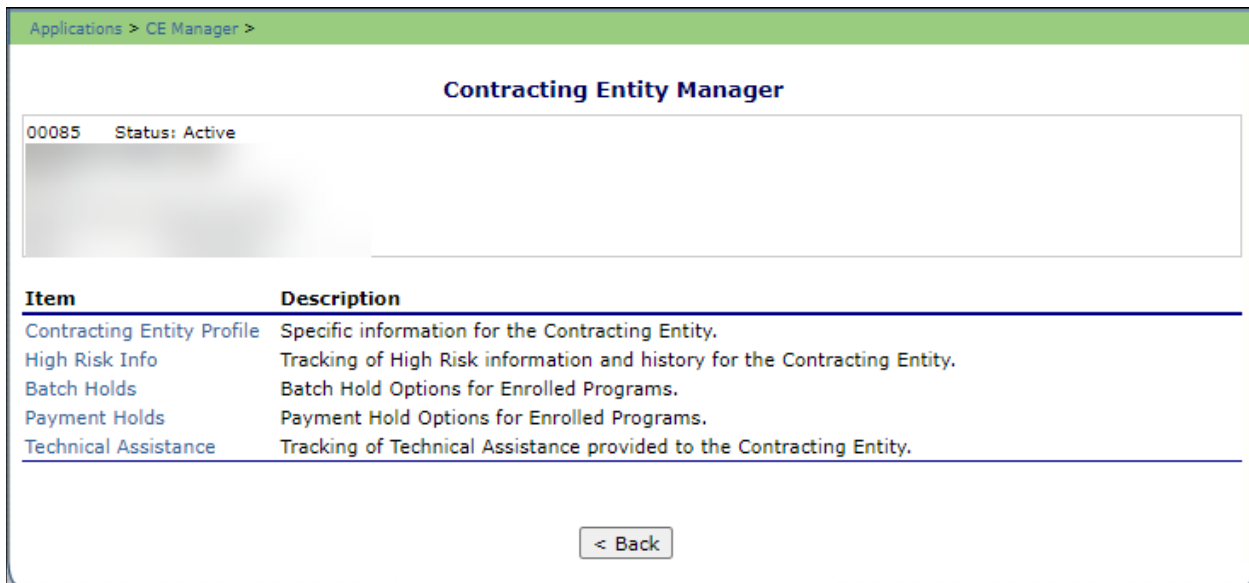 Applications > CE Manager >
Contracting Entity Manager
00085 Status: Active
Item Description
Contracting Entity Profile Specific information for the Contracting Entity.
High Risk Info Tracking of High Risk information and history for the Contracting Entity.
Batch Holds Batch Hold Options for Enrolled Programs.
Payment Holds Payment Hold Options for Enrolled Programs.
Technical Assistance Tracking of Technical Assistance provided to the Contracting Entity.
< Back